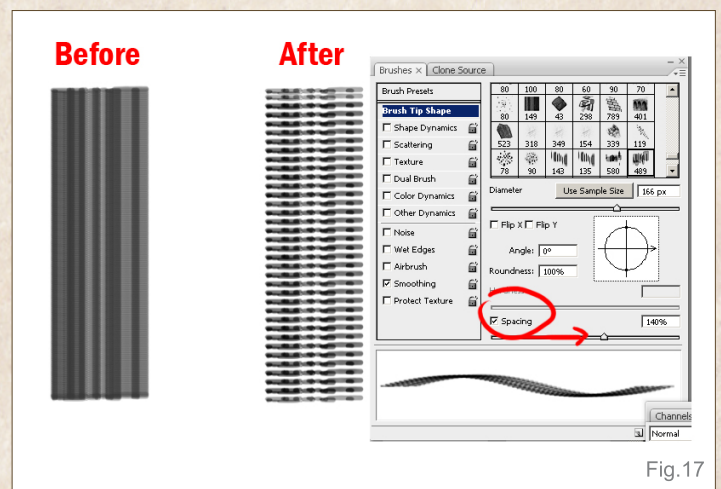 Before
After
Brushes × Clone Source
Brush Presets
Brush Tip Shape
Shape Dynamics
Scattering
Texture
Dual Brush
Color Dynamics
Other Dynamics
Noise
Wet Edges
Airbrush
Smoothing
Protect Texture
80 100 80 60 90 70
80 149 43 298 789 401
523 318 349 154 339 119
78 90 143 135 580 489
Diameter Use Sample Size 166 px
Flip X Flip Y
Angle: 0º
Roundness: 100%
Spacing 140%
Channels
Normal
Fig.17